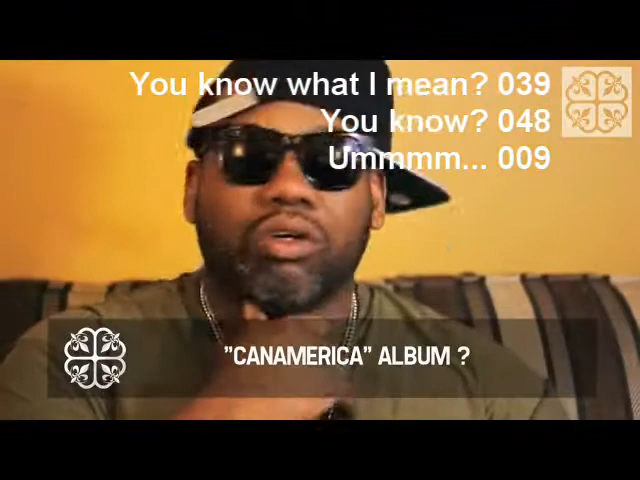 You know what I mean? 039
You know? 048
Ummmm... 009
"CANAMERICA" ALBUM ?